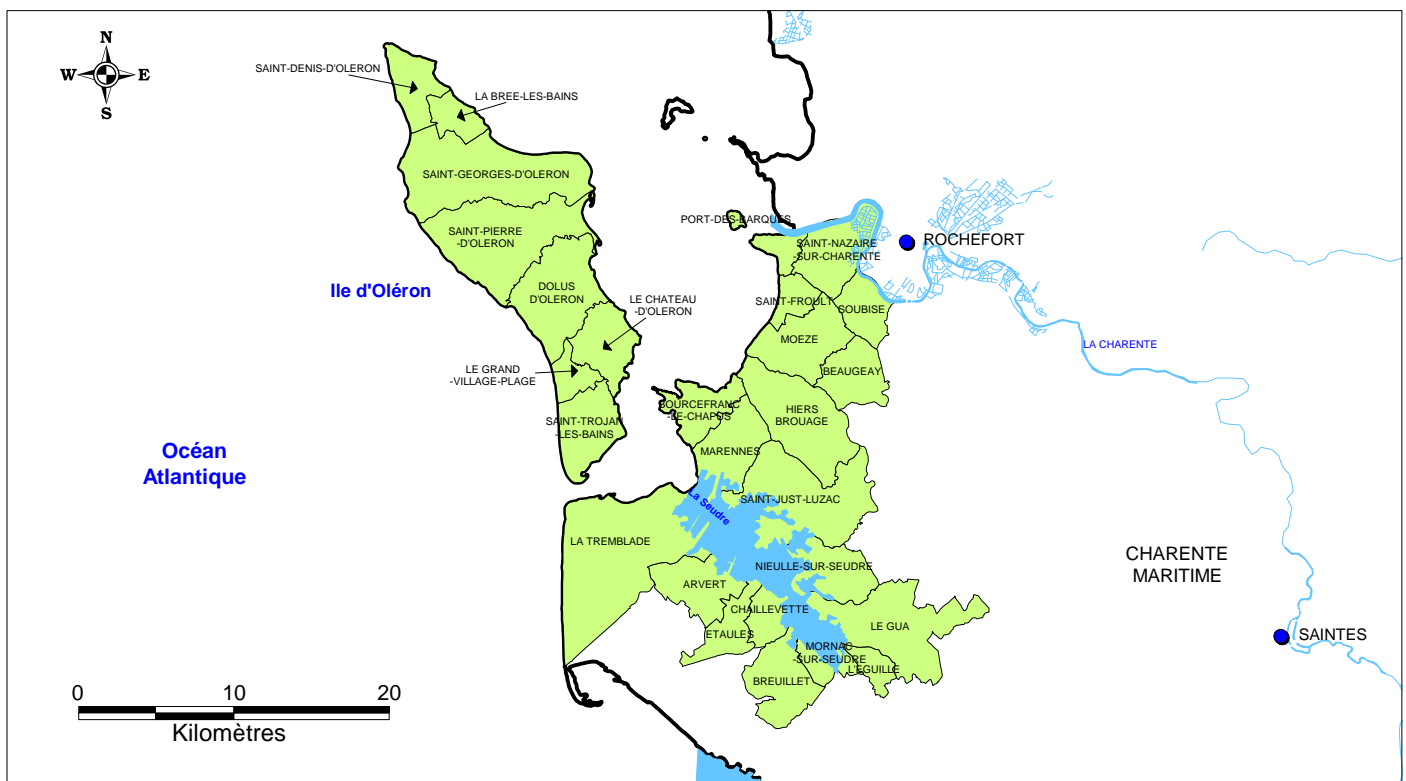 N
W E
S
SAINT-DENIS-D'OLERON
LA BREE-LES-BAINS
SAINT-GEORGES-D'OLERON
SAINT-PIERRE
-D'OLERON
DOLUS
D'OLERON
LE CHATEAU
-D'OLERON
LE GRAND
-VILLAGE-PLAGE
SAINT-TROJAN
-LES-BAINS
Ile d'Oléron
Océan
Atlantique
PORT-DES-BARQUES
SAINT-NAZAIRE
-SUR-CHARENTE
ROCHEFORT
SAINT-FROULT
SOUBISE
MOEZE
BEAUGEAY
LA CHARENTE
HIERS
BROUAGE
BOURCEFRANC
-LE-CHAPUS
MARENNES
SAINT-JUST-LUZAC
La Seudre
LA TREMBLADE
NIEULLE-SUR-SEUDRE
ARVERT
CHAILLEVETTE
ETAULES
LE GUA
MORNAC
-SUR-SEUDRE
L'EGUILLE
BREUILLET
CHARENTE
MARITIME
SAINTES
0 10 20
Kilomètres